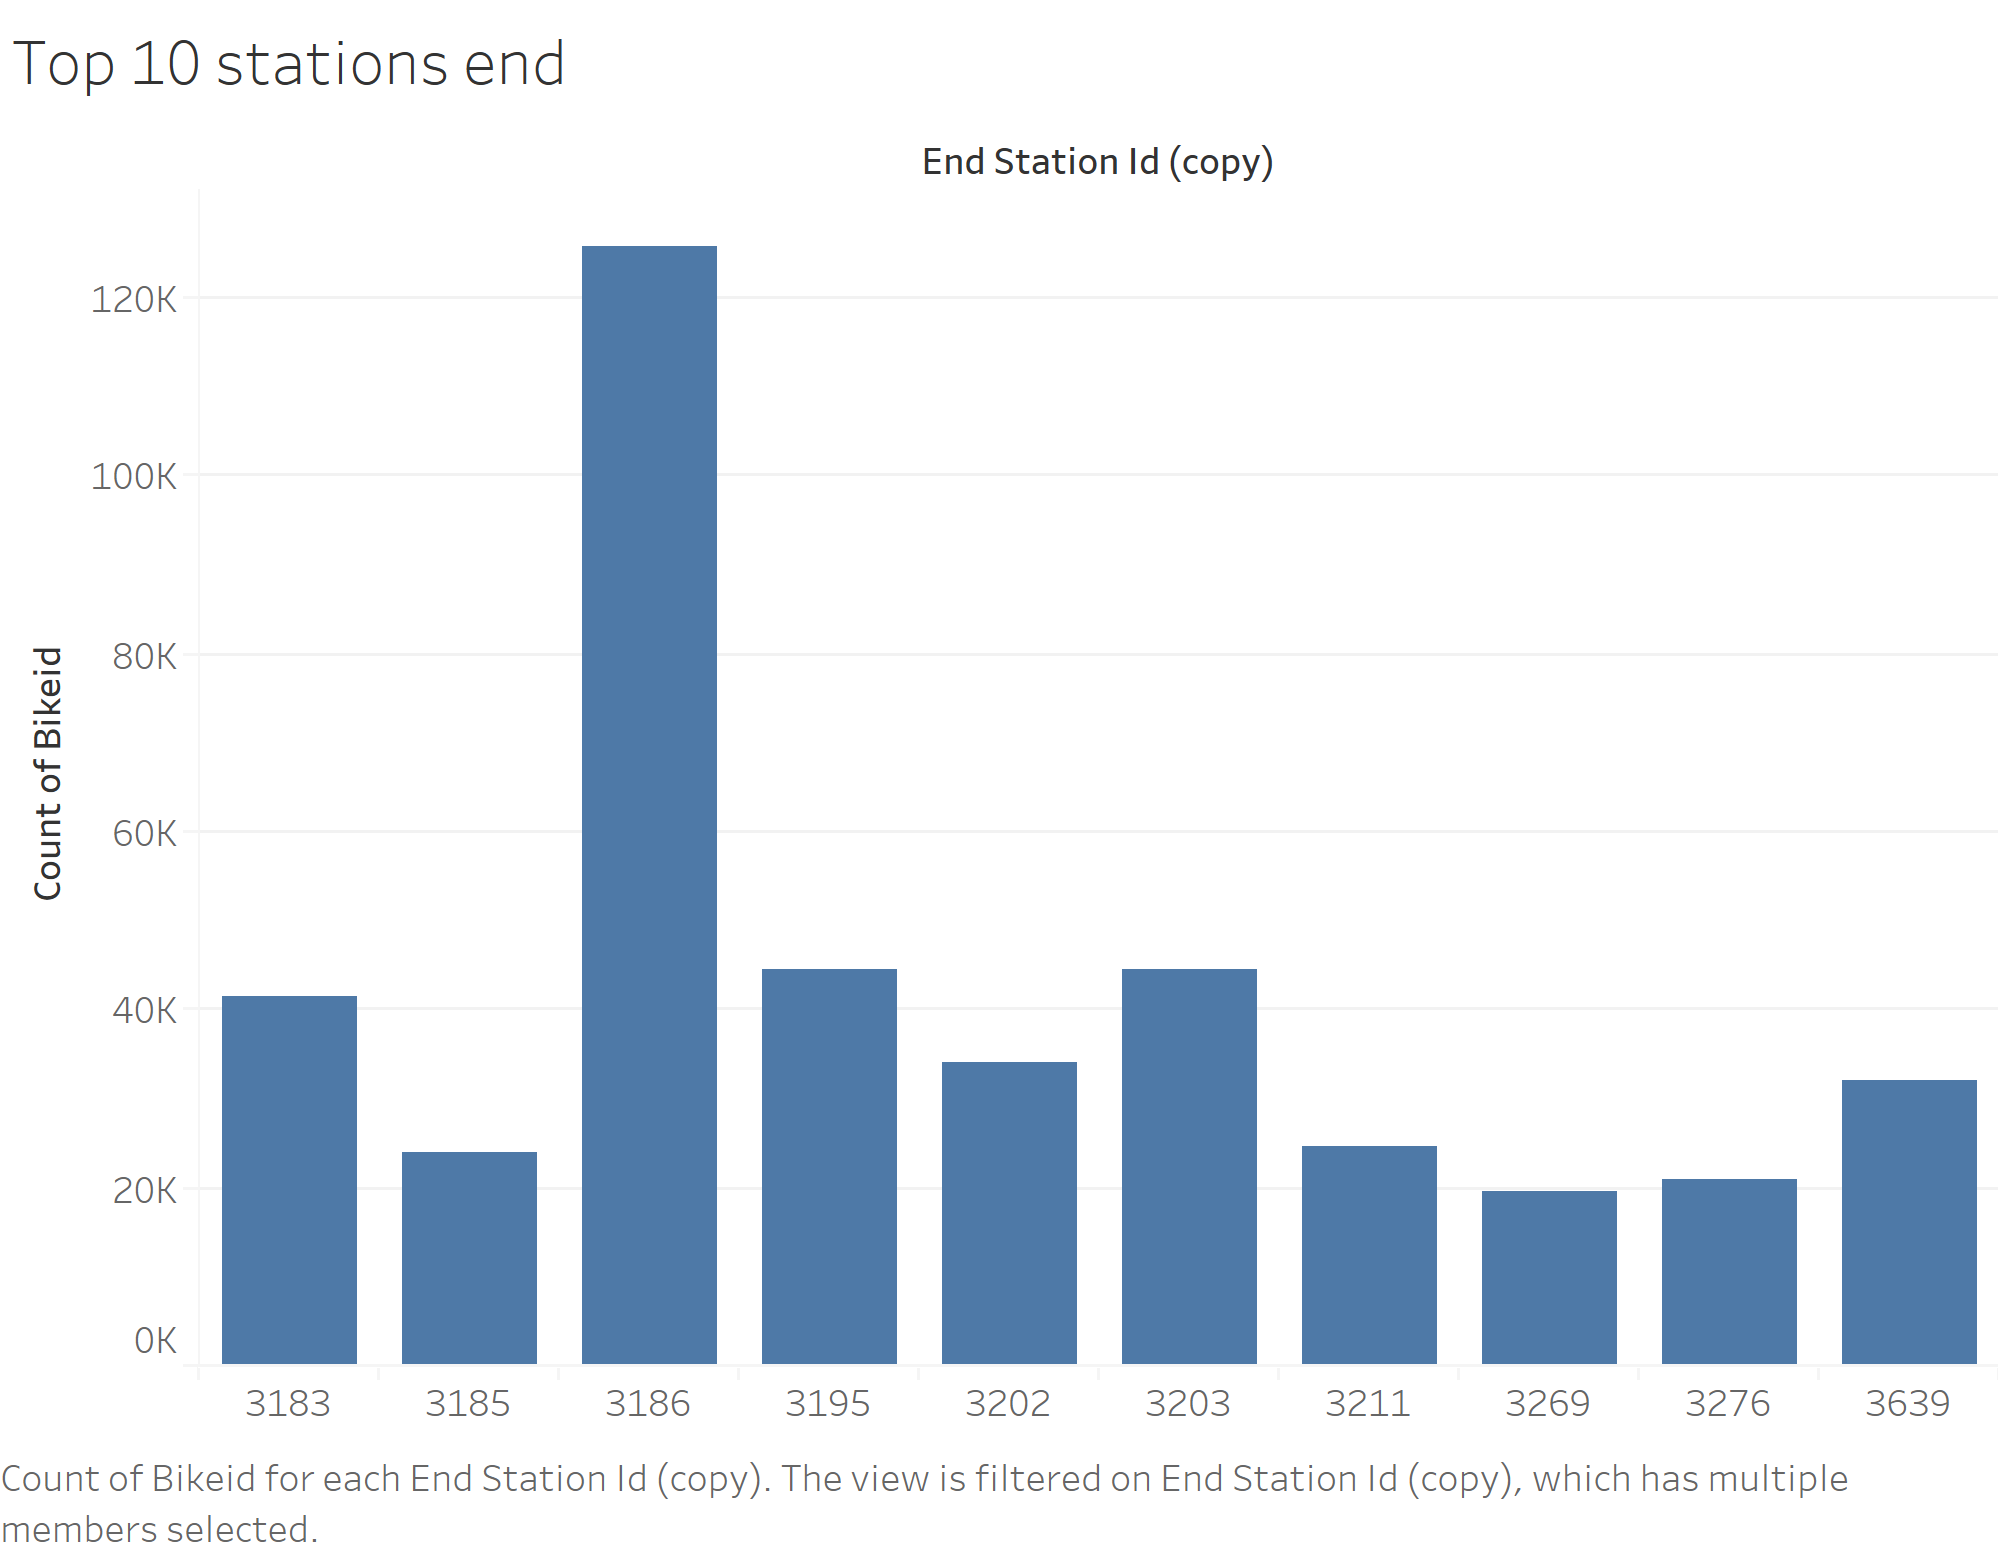 Top 10 stations end
End Station Id (copy)
120K
100K
80K
60K
40K
20K
0K
Count of Bikeid
3183 3185 3186 3195 3202 3203 3211 3269 3276 3639
Count of Bikeid for each End Station Id (copy). The view is filtered on End Station Id (copy), which has multiple
members selected.